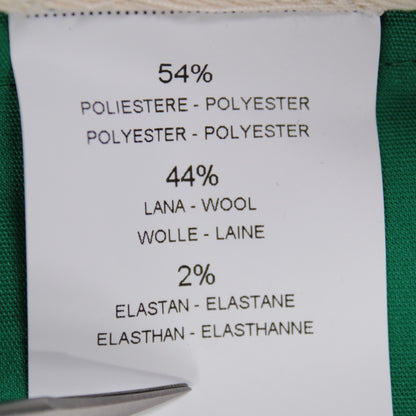 54%
POLIESTERE - POLYESTER
POLYESTER - POLYESTER
44%
LANA - WOOL
WOLLE - LAINE
2%
ELASTAN - ELASTANE
ELASTHAN - ELASTHANNE